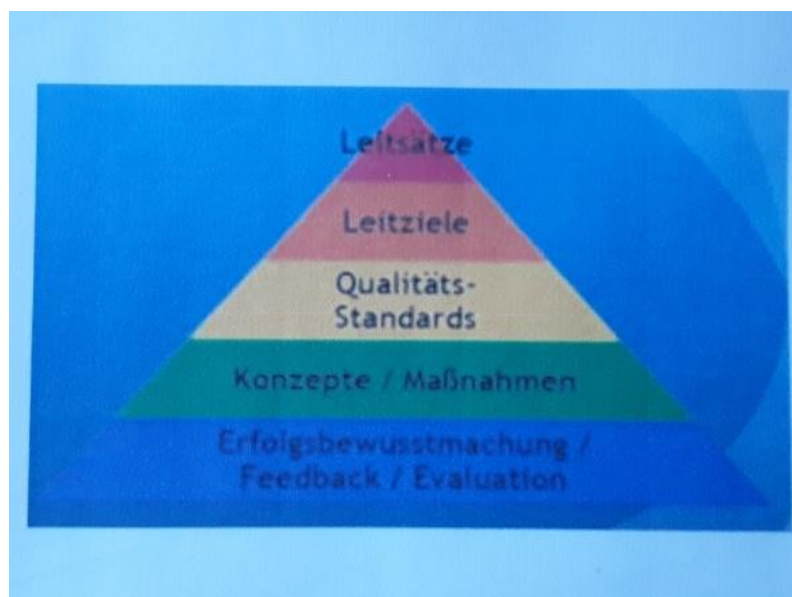 Leitsätze
Leitziele
Qualitäts-
Standards
Konzepte / Maßnahmen
Erfolgsbewusstmachung /
Feedback / Evaluation